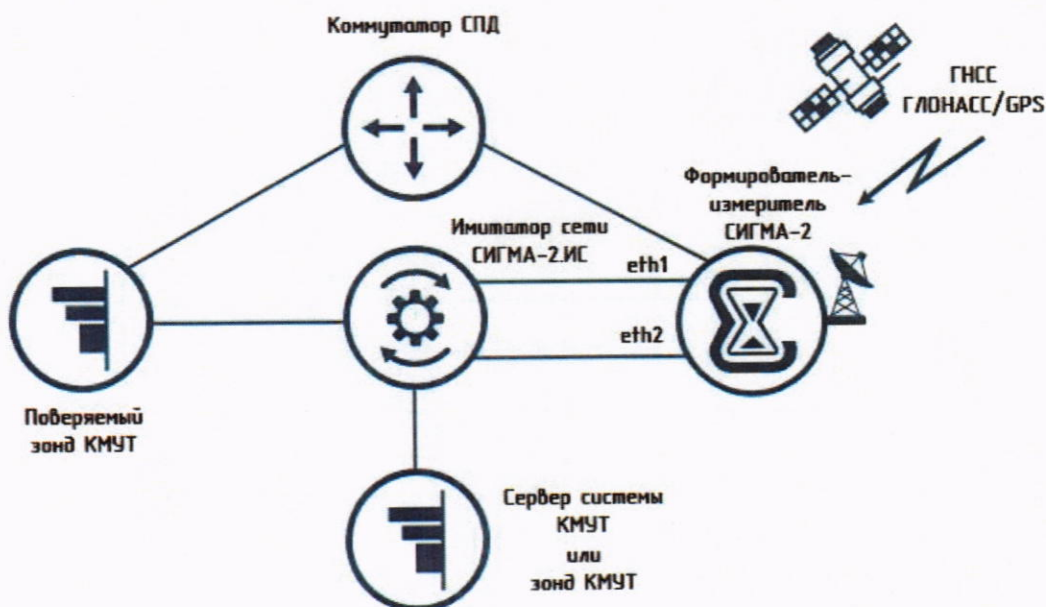 Коммутатор СПД
ГНСС
ГЛОНАСС/GPS
Формирователь-
измеритель
СИГМА-2
Имитатор сети
СИГМА-2.ИС
eth1
eth2
Поверяемый
зонд КМУТ
Сервер системы
КМУТ
или
зонд КМУТ